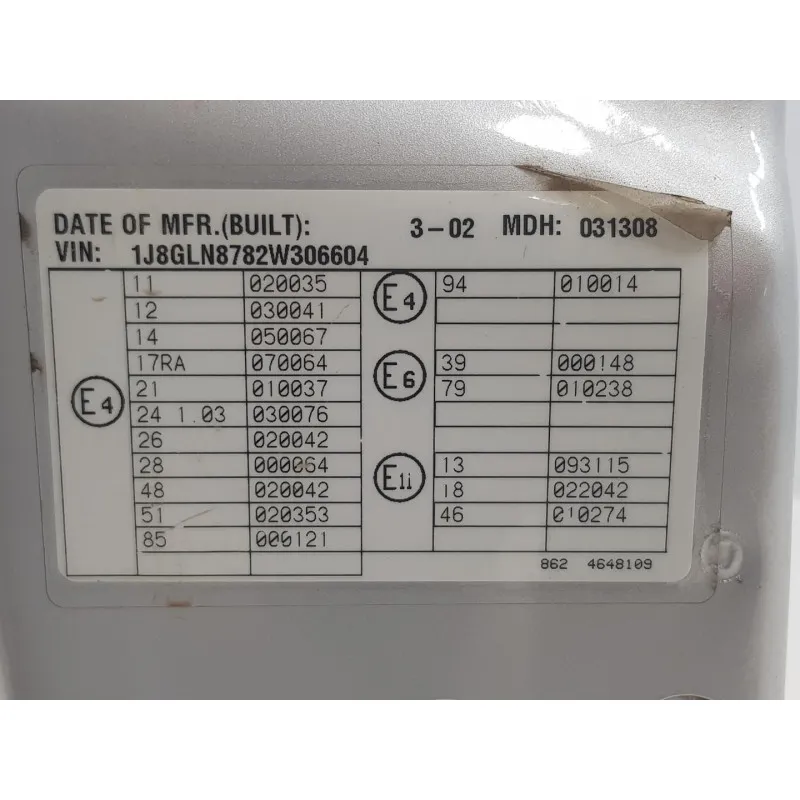 DATE OF MFR.(BUILT): 3-02 MDH: 031308
VIN: 1J8GLN8782W306604
E4
11 020035
12 030041
14 050067
17RA 070064
21 010037
24 1.03 030076
26 020042
28 000064
48 020042
51 020353
85 006121
E4
94 010014
E6
39 000148
79 010238
E11
13 093115
18 022042
46 010274
862 4648109